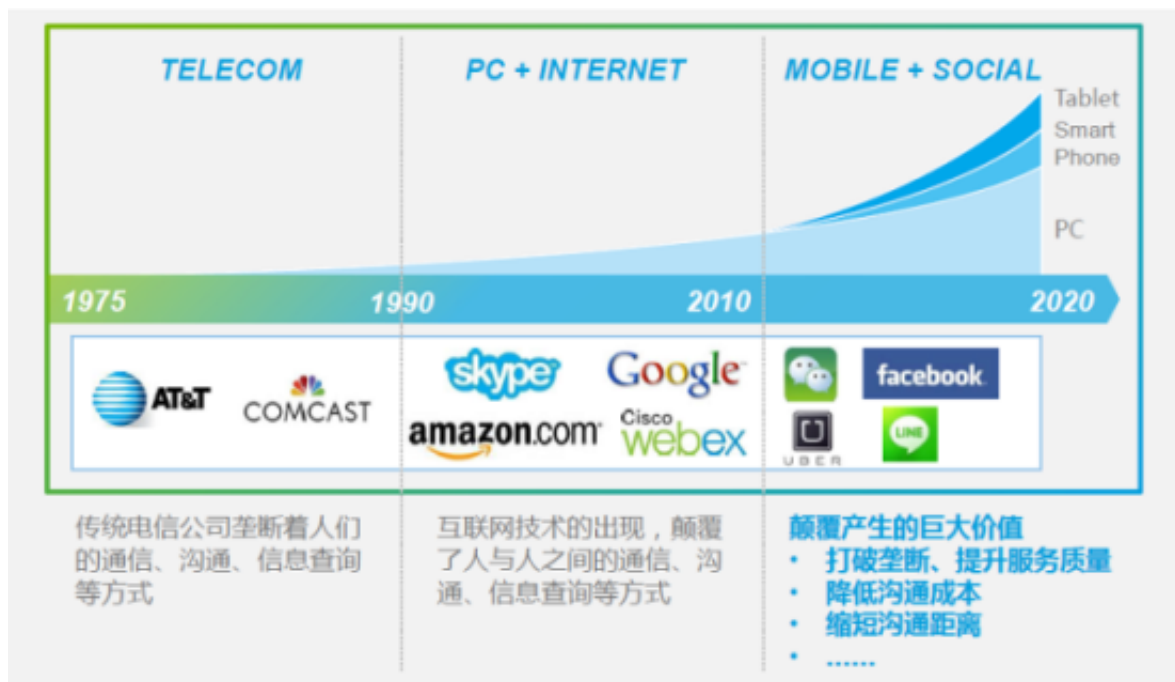 TELECOM
PC + INTERNET
MOBILE + SOCIAL
Tablet
Smart
Phone
PC
1975
1990
2010
2020
AT&T
COMCAST
skype
Google
amazon.com
Cisco
webex
facebook
UBER
LINE
传统电信公司垄断着人们
的通信、沟通、信息查询
等方式
互联网技术的出现，颠覆
了人与人之间的通信、沟
通、信息查询等方式
颠覆产生的巨大价值
• 打破垄断、提升服务质量
• 降低沟通成本
• 缩短沟通距离
• ......